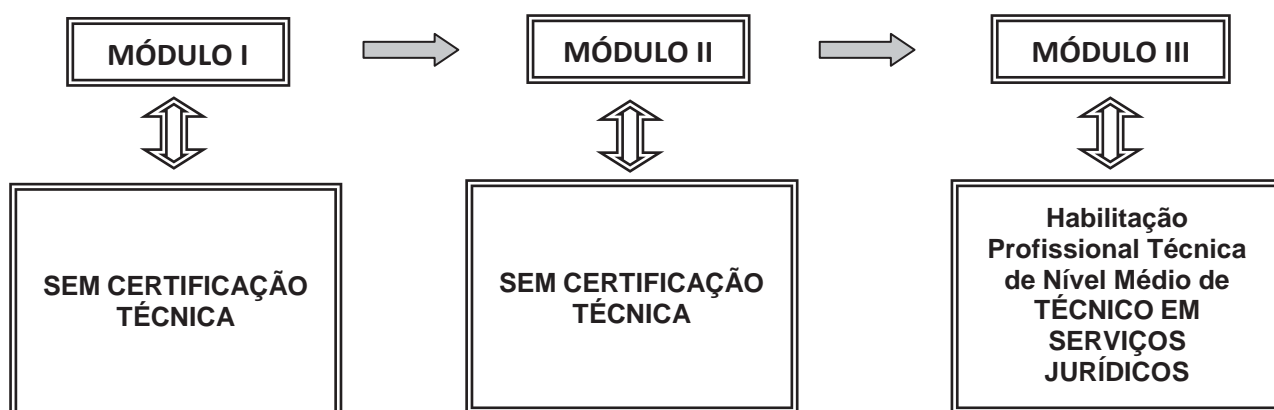 MÓDULO I
MÓDULO II
MÓDULO III
SEM CERTIFICAÇÃO
TÉCNICA
SEM CERTIFICAÇÃO
TÉCNICA
Habilitação
Profissional Técnica
de Nível Médio de
TÉCNICO EM
SERVIÇOS
JURÍDICOS